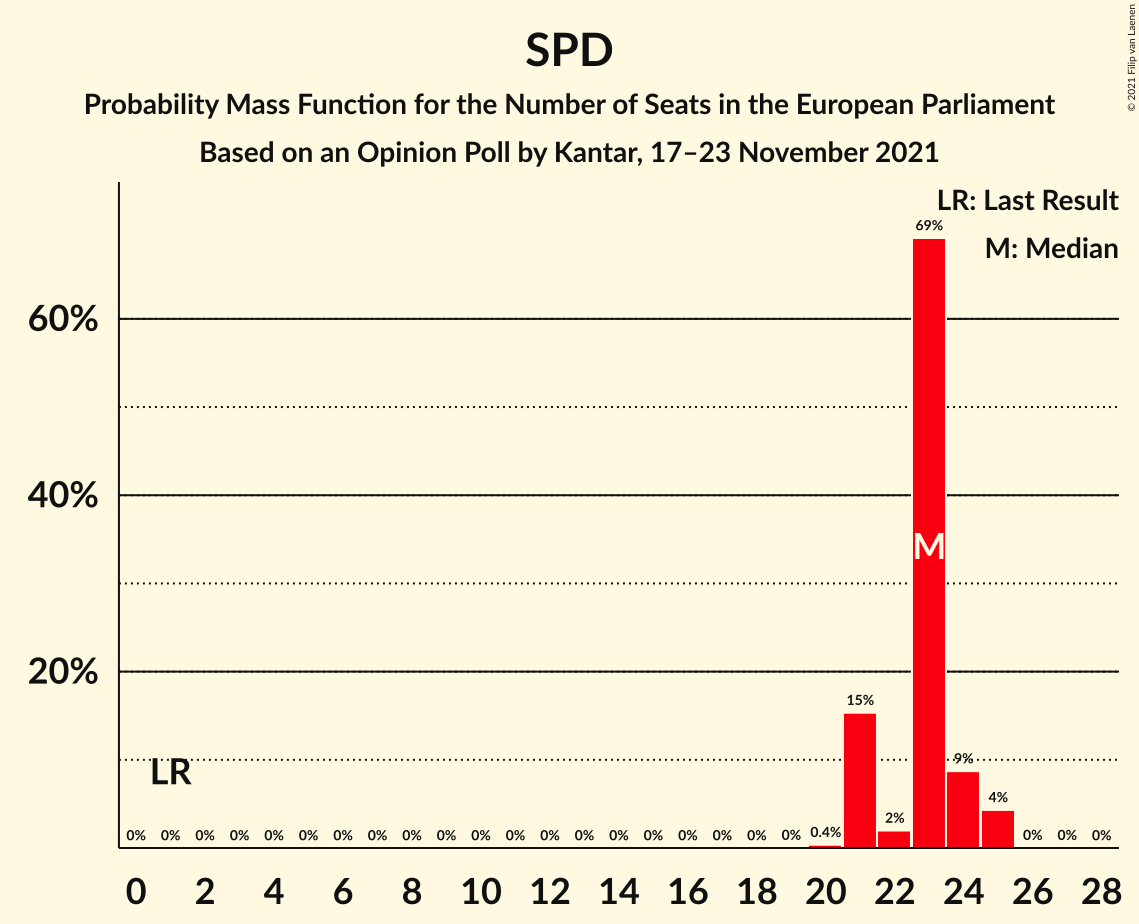 SPD
Probability Mass Function for the Number of Seats in the European Parliament
Based on an Opinion Poll by Kantar, 17–23 November 2021
© 2021 Filip van Laenen
LR: Last Result
M: Median
60%
40%
20%
69%
M
15%
9%
4%
2%
LR
0% 0% 0% 0% 0% 0% 0% 0% 0% 0% 0% 0% 0% 0% 0% 0% 0% 0% 0% 0% 0.4% 0% 0% 0%
0 2 4 6 8 10 12 14 16 18 20 22 24 26 28